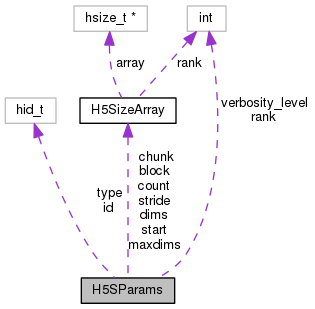 hsize_t *
int
array
rank
hid_t
H5SizeArray
verbosity_level
rank
chunk
block
count
stride
dims
start
maxdims
type
id
H5SParams